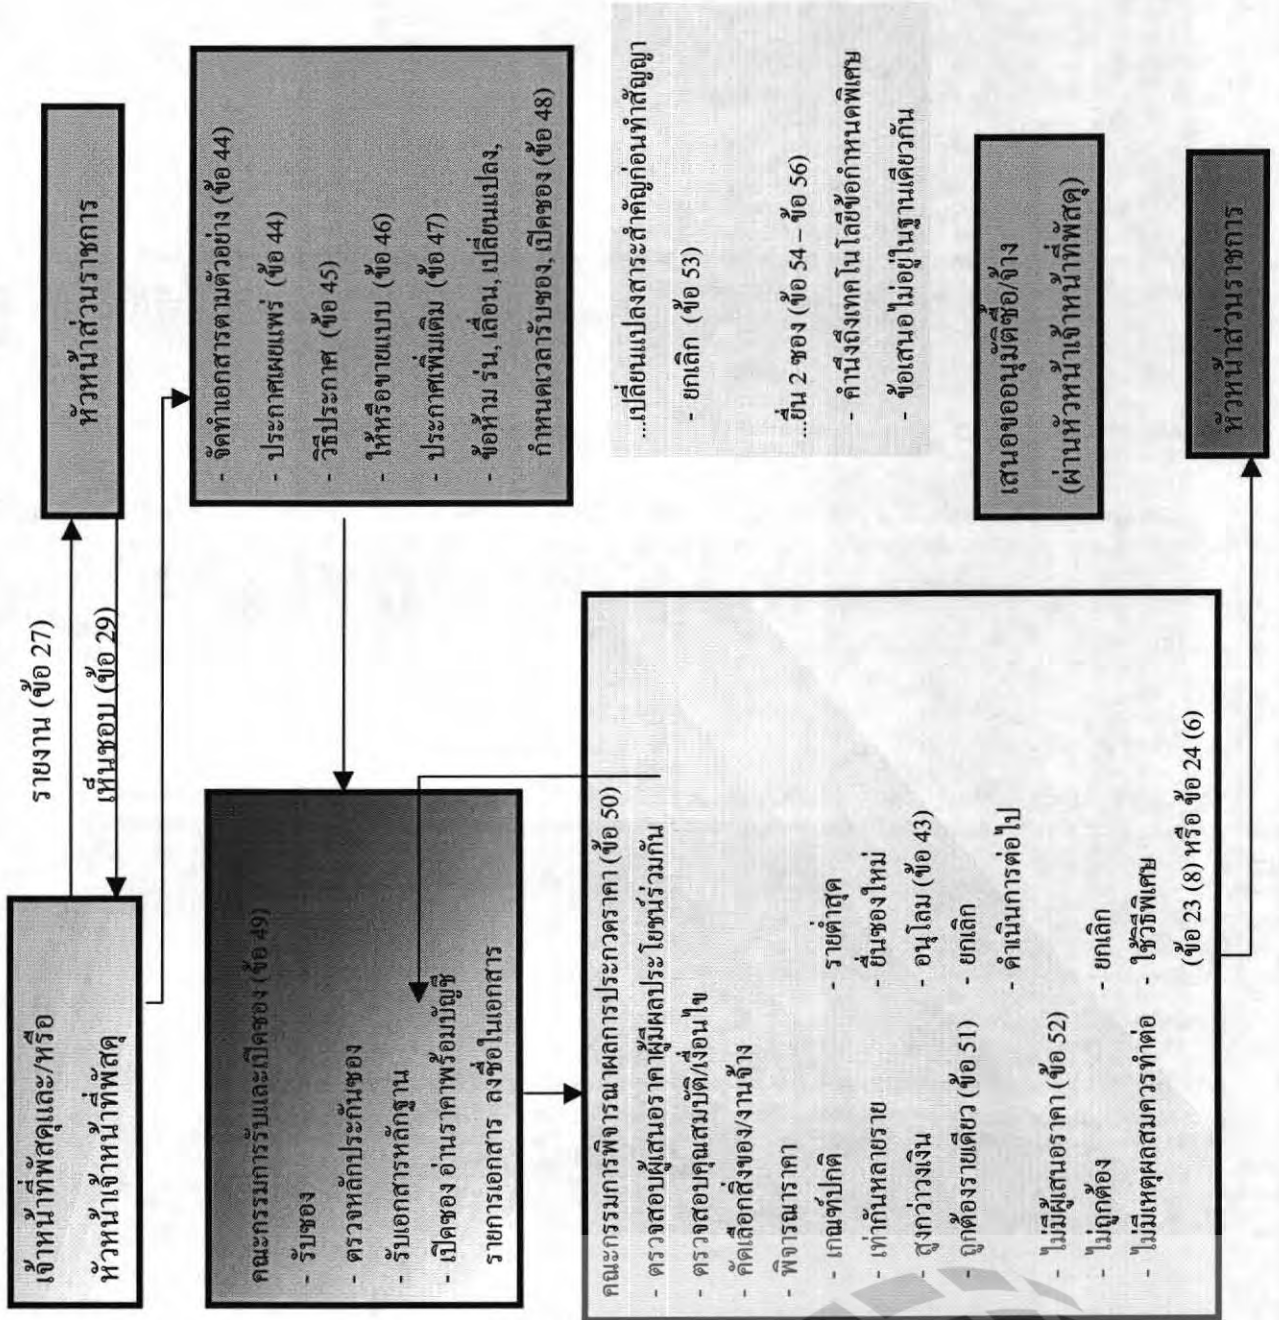 เจ้าหน้าที่พัสดุและ/หรือ
หัวหน้าเจ้าหน้าที่พัสดุ
รายงาน (ข้อ 27)
เห็นชอบ (ข้อ 29)
หัวหน้าส่วนราชการ
- จัดทำเอกสารตามตัวอย่าง (ข้อ 44)
- ประกาศเผยแพร่ (ข้อ 44)
- วิธีประกาศ (ข้อ 45)
- ให้หรือขายแบบ (ข้อ 46)
- ประกาศเพิ่มเติม (ข้อ 47)
- ข้อห้าม ร่น, เลื่อน, เปลี่ยนแปลง,
กำหนดเวลารับซอง, เปิดซอง (ข้อ 48)
คณะกรรมการรับและเปิดซอง (ข้อ 49)
- รับซอง
- ตรวจหลักประกันซอง
- รับเอกสารหลักฐาน
- เปิดซอง อ่านราคาพร้อมบัญชี
รายการเอกสาร ลงชื่อในเอกสาร
คณะกรรมการพิจารณาผลการประกวดราคา (ข้อ 50)
- ตรวจสอบผู้เสนอราคาผู้มีผลประโยชน์ร่วมกัน
- ตรวจสอบคุณสมบัติ/เงื่อนไข
- คัดเลือกสิ่งของ/งานจ้าง
- พิจารณาราคา
- เกณฑ์ปกติ - รายต่ำสุด
- เท่ากันหลายราย - ยื่นซองใหม่
- สูงกว่าวงเงิน - อนุโลม (ข้อ 43)
- ถูกต้องรายเดียว (ข้อ 51) - ยกเลิก
- ดำเนินการต่อไป
- ไม่มีผู้เสนอราคา (ข้อ 52)
- ไม่ถูกต้อง - ยกเลิก
- ไม่มีเหตุผลสมควรทำต่อ - ใช้วิธีพิเศษ
(ข้อ23 (8) หรือ ข้อ 24 (6)
...เปลี่ยนแปลงสาระสำคัญก่อนทำสัญญา
- ยกเลิก (ข้อ 53)
...ยื่น 2 ซอง (ข้อ 54 – ข้อ 56)
- คำนึงถึงเทคโนโลยีข้อกำหนดพิเศษ
- ข้อเสนอไม่อยู่ในฐานเดียวกัน
เสนอขออนุมัติซื้อ/จ้าง
(ผ่านหัวหน้าเจ้าหน้าที่พัสดุ)
หัวหน้าส่วนราชการ